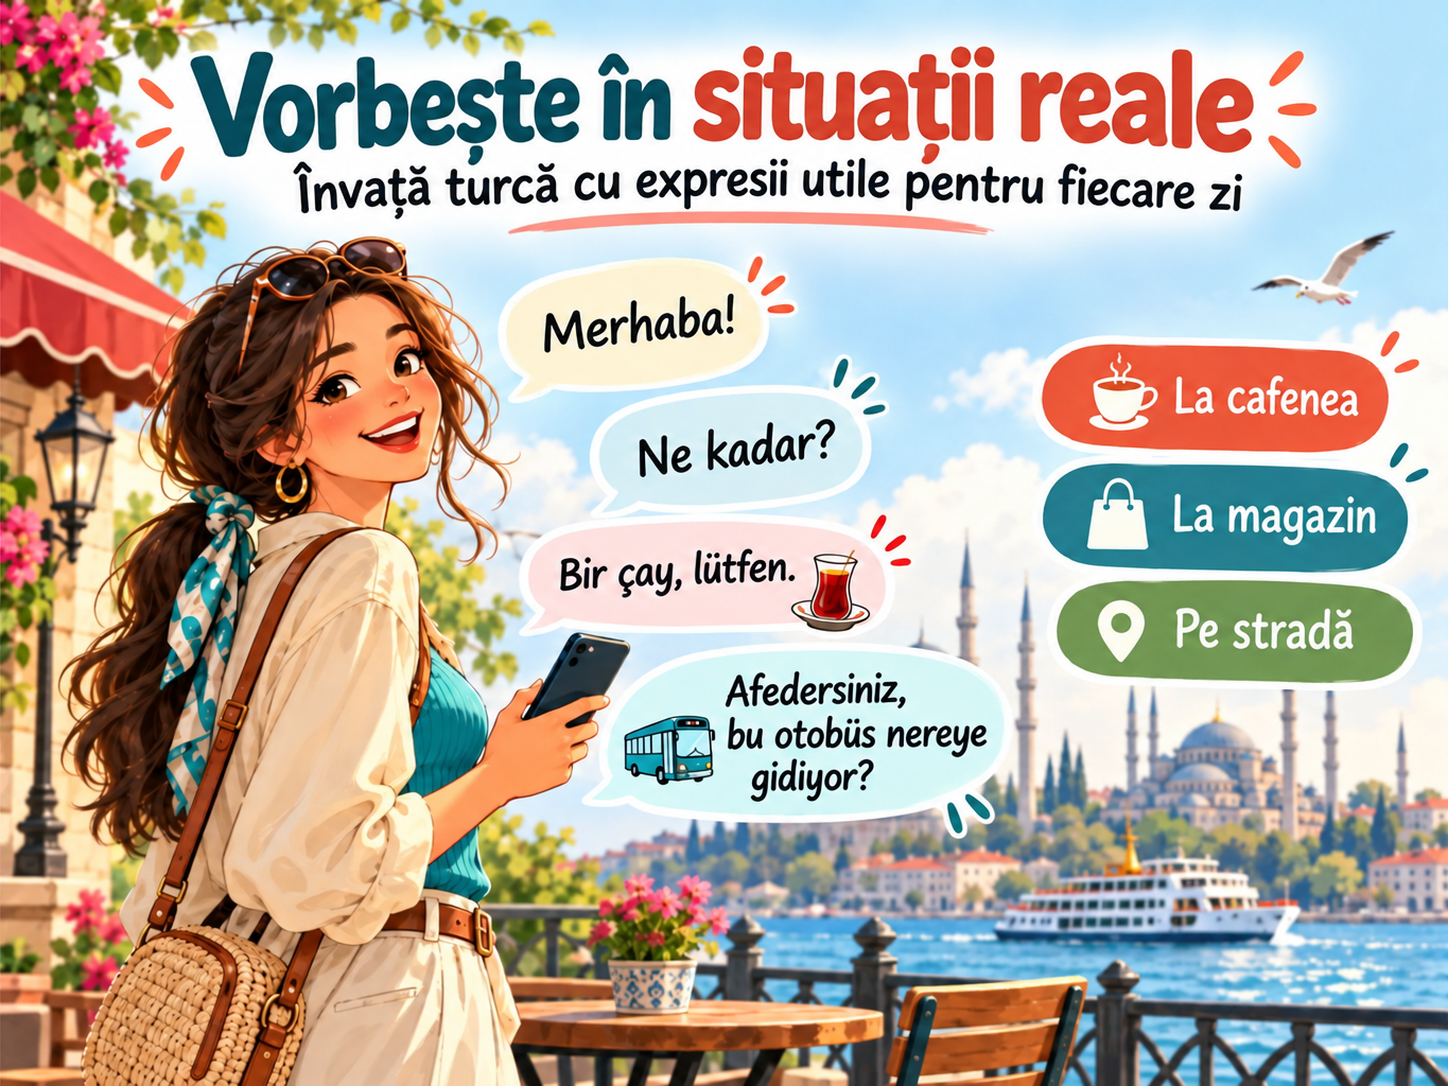 Vorbește în situații reale
Învață turcă cu expresii utile pentru fiecare zi
Merhaba!
Ne kadar?
Bir çay, lütfen.
Afedersiniz,
bu otobüs nereye
gidiyor?
La cafenea
La magazin
Pe stradă